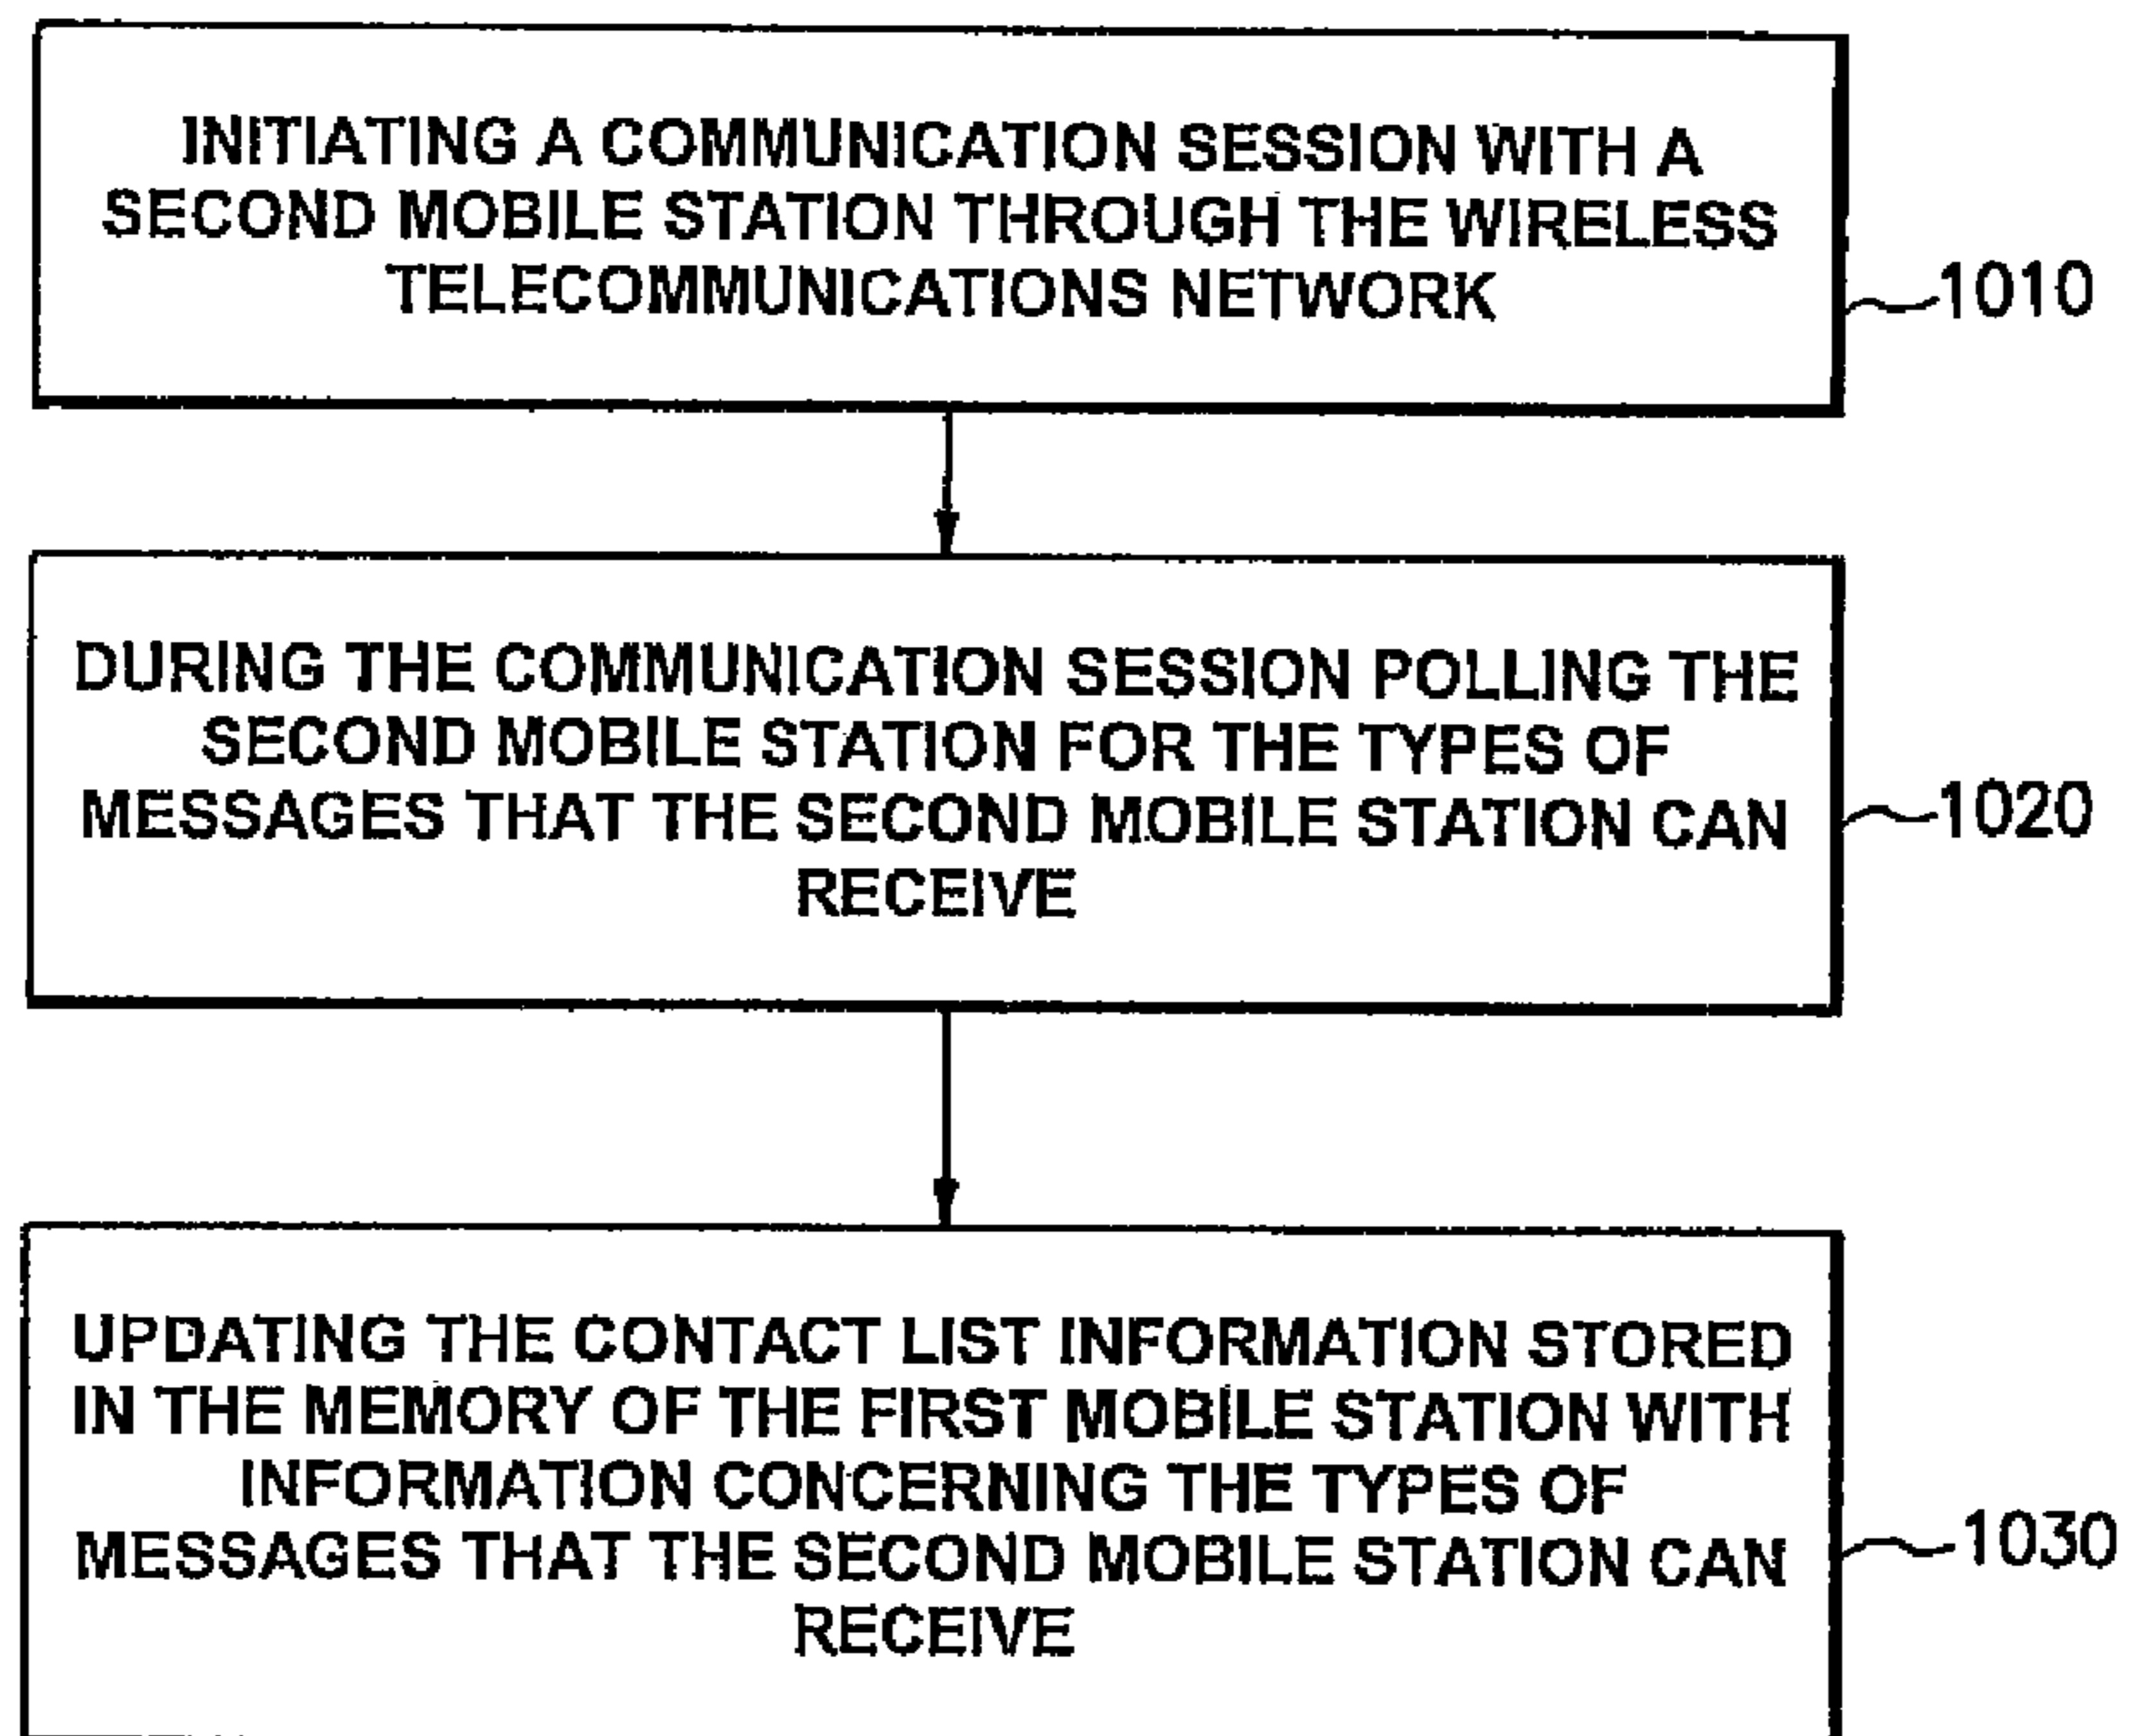 INITIATING A COMMUNICATION SESSION WITH A
SECOND MOBILE STATION THROUGH THE WIRELESS
TELECOMMUNICATIONS NETWORK
1010
DURING THE COMMUNICATION SESSION POLLING THE
SECOND MOBILE STATION FOR THE TYPES OF
MESSAGES THAT THE SECOND MOBILE STATION CAN
RECEIVE
1020
UPDATING THE CONTACT LIST INFORMATION STORED
IN THE MEMORY OF THE FIRST MOBILE STATION WITH
INFORMATION CONCERNING THE TYPES OF
MESSAGES THAT THE SECOND MOBILE STATION CAN
RECEIVE
1030